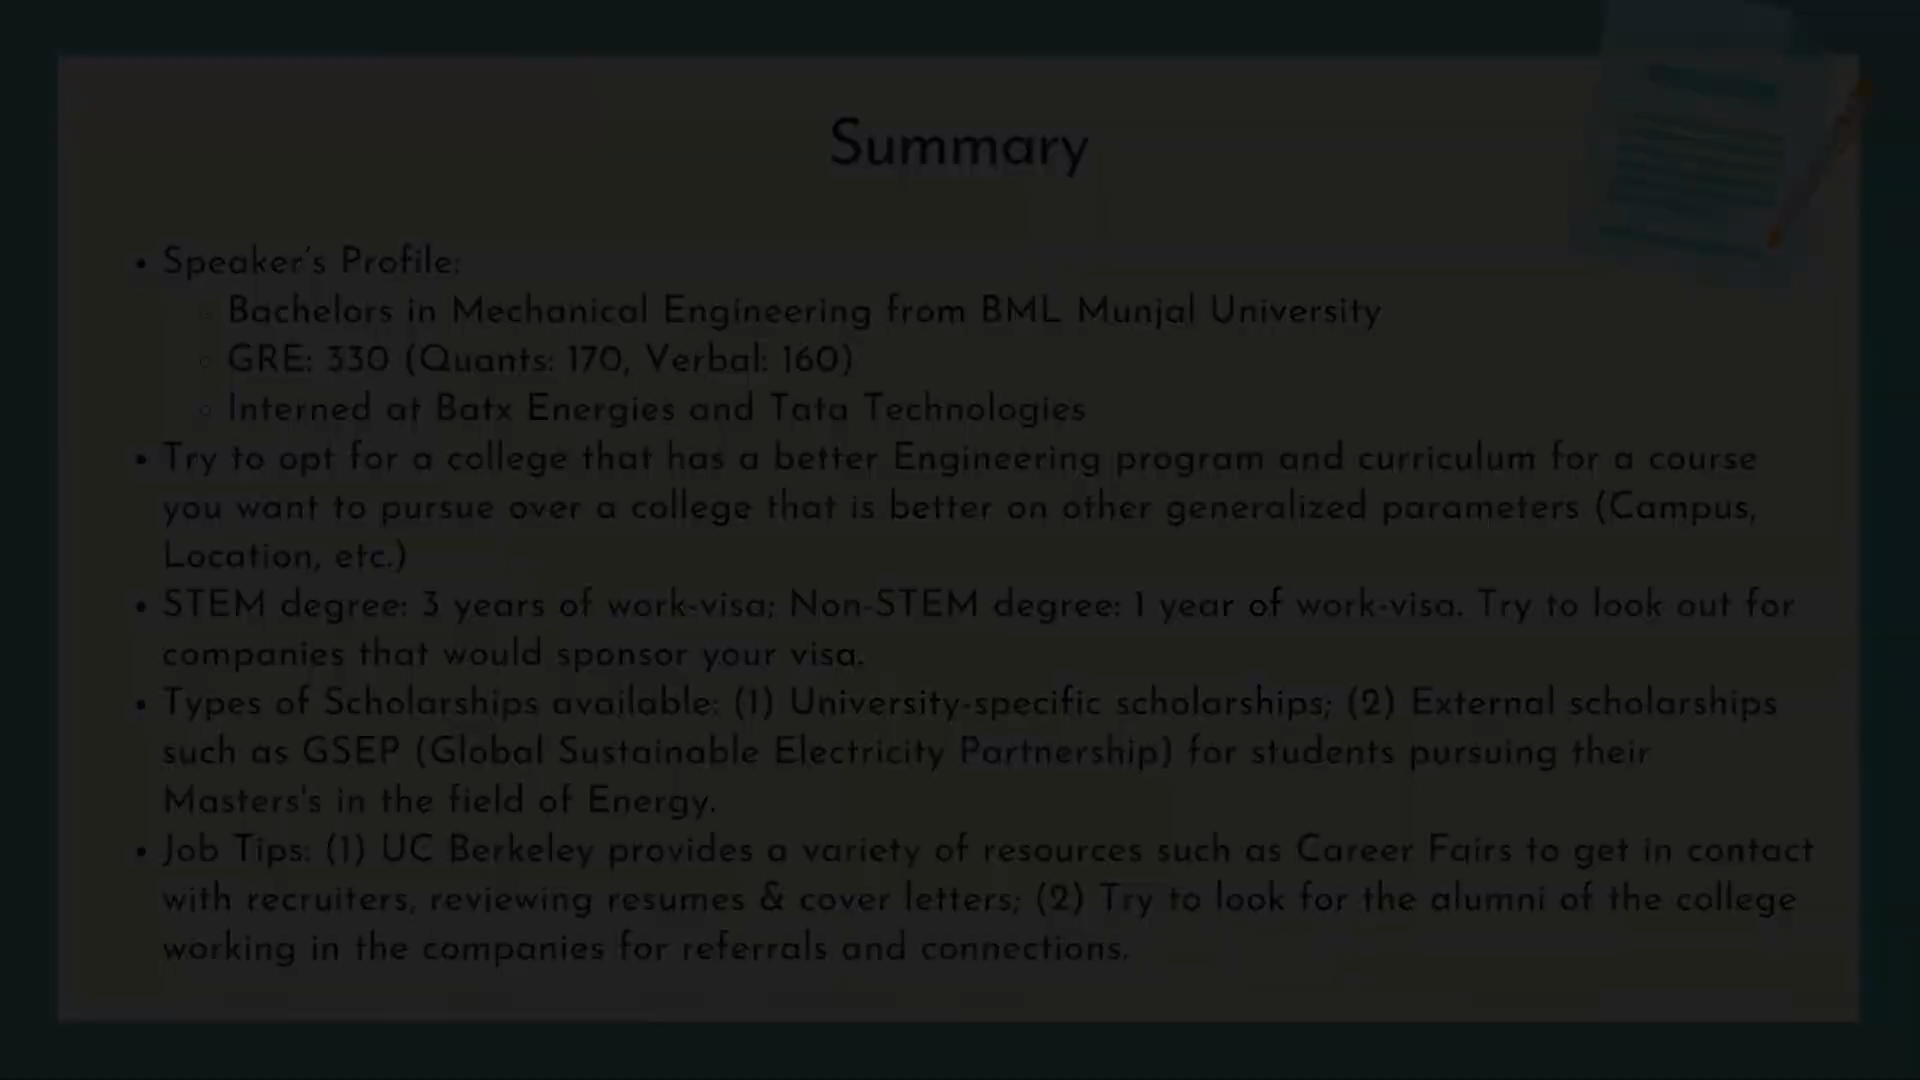 Summary
• Speaker's Profile:
◦ Bachelors in Mechanical Engineering from BML Munjal University
◦ GRE: 330 (Quants: 170, Verbal: 160)
◦ Interned at Batx Energies and Tata Technologies
• Try to opt for a college that has a better Engineering program and curriculum for a course
you want to pursue over a college that is better on other generalized parameters (Campus,
Location, etc.)
• STEM degree: 3 years of work-visa; Non-STEM degree: 1 year of work-visa. Try to look out for
companies that would sponsor your visa.
• Types of Scholarships available: (1) University-specific scholarships; (2) External scholarships
such as GSEP (Global Sustainable Electricity Partnership) for students pursuing their
Masters's in the field of Energy.
• Job Tips: (1) UC Berkeley provides a variety of resources such as Career Fairs to get in contact
with recruiters, reviewing resumes & cover letters; (2) Try to look for the alumni of the college
working in the companies for referrals and connections.